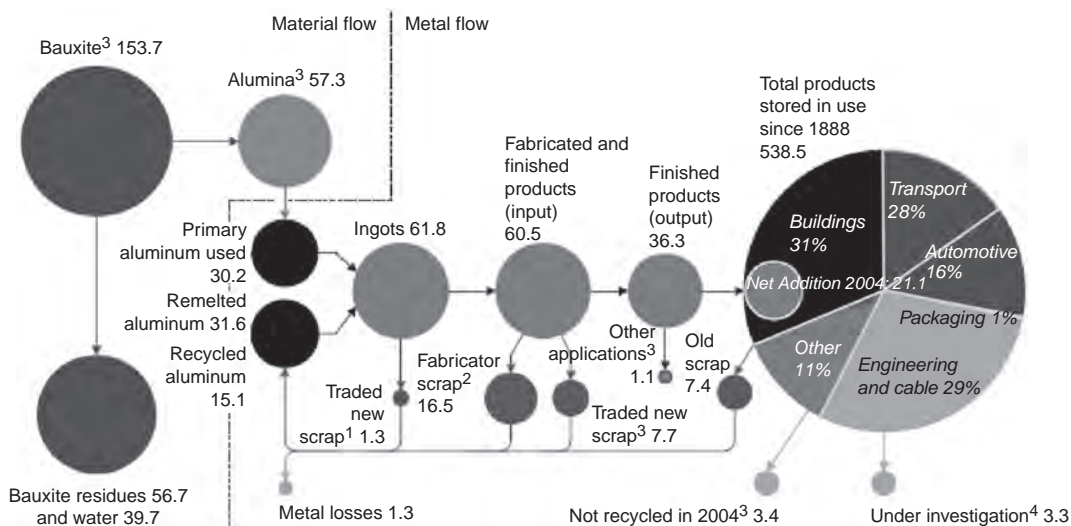 Material flow
Metal flow
Bauxite3 153.7
Alumina3 57.3
Total products
stored in use
since 1888
538.5
Fabricated and
finished
products
(input)
60.5
Finished
products
(output)
36.3
Transport
28%
Buildings
31%
Automotive
16%
Net Addition 2004: 21.1
Packaging 1%
Other
11%
Engineering
and cable 29%
Primary
aluminum used
30.2
Ingots 61.8
Remelted
aluminum 31.6
Recycled
aluminum
15.1
Traded
new
scrap1 1.3
Fabricator
scrap2
16.5
Other
applications3
1.1
Old
scrap
7.4
Traded new
scrap3 7.7
Bauxite residues 56.7
and water 39.7
Metal losses 1.3
Not recycled in 20043 3.4
Under investigation4 3.3